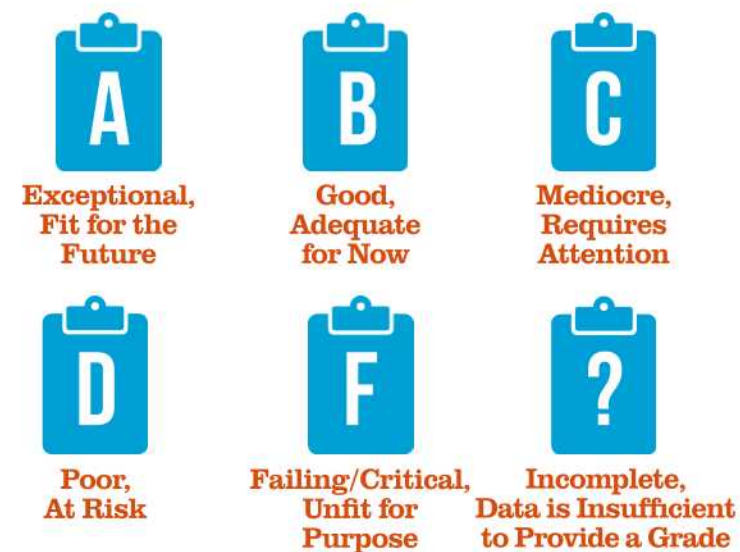 A
Exceptional,
Fit for the
Future
B
Good,
Adequate
for Now
C
Mediocre,
Requires
Attention
D
Poor,
At Risk
F
Failing/Critical,
Unfit for
Purpose
?
Incomplete,
Data is Insufficient
to Provide a Grade